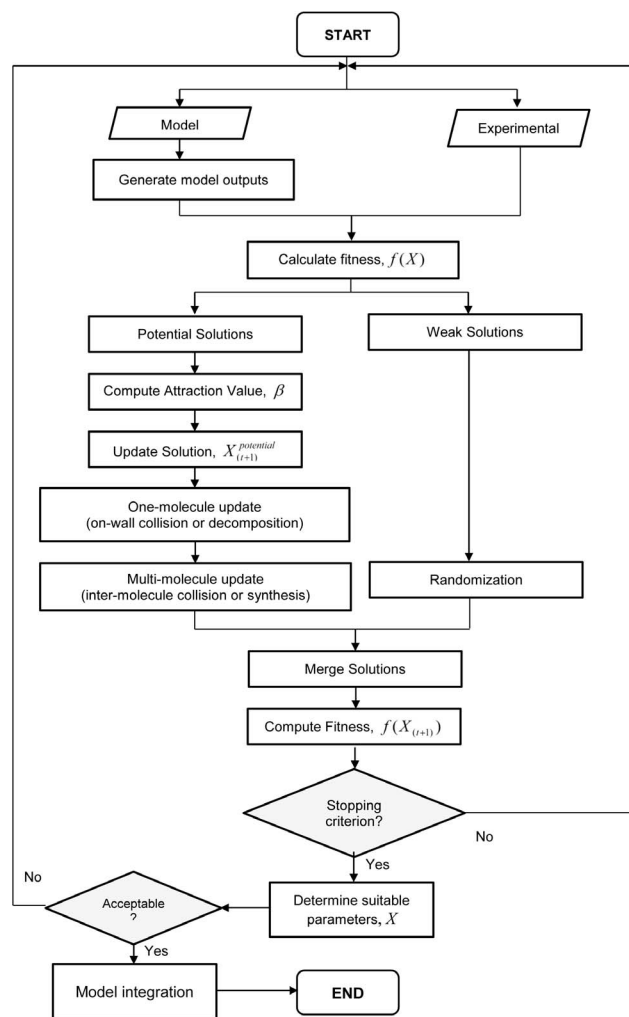 START
Model
Experimental
Generate model outputs
Calculate fitness, f(X)
Potential Solutions
Weak Solutions
Compute Attraction Value, β
Update Solution, X_{(t+1)}^{potential}
One-molecule update
(on-wall collision or decomposition)
Multi-molecule update
(inter-molecule collision or synthesis)
Randomization
Merge Solutions
Compute Fitness, f(X_{(t+1)})
Stopping
criterion?
No
Yes
No
Determine suitable
parameters, X
Acceptable
?
Yes
Model integration
END